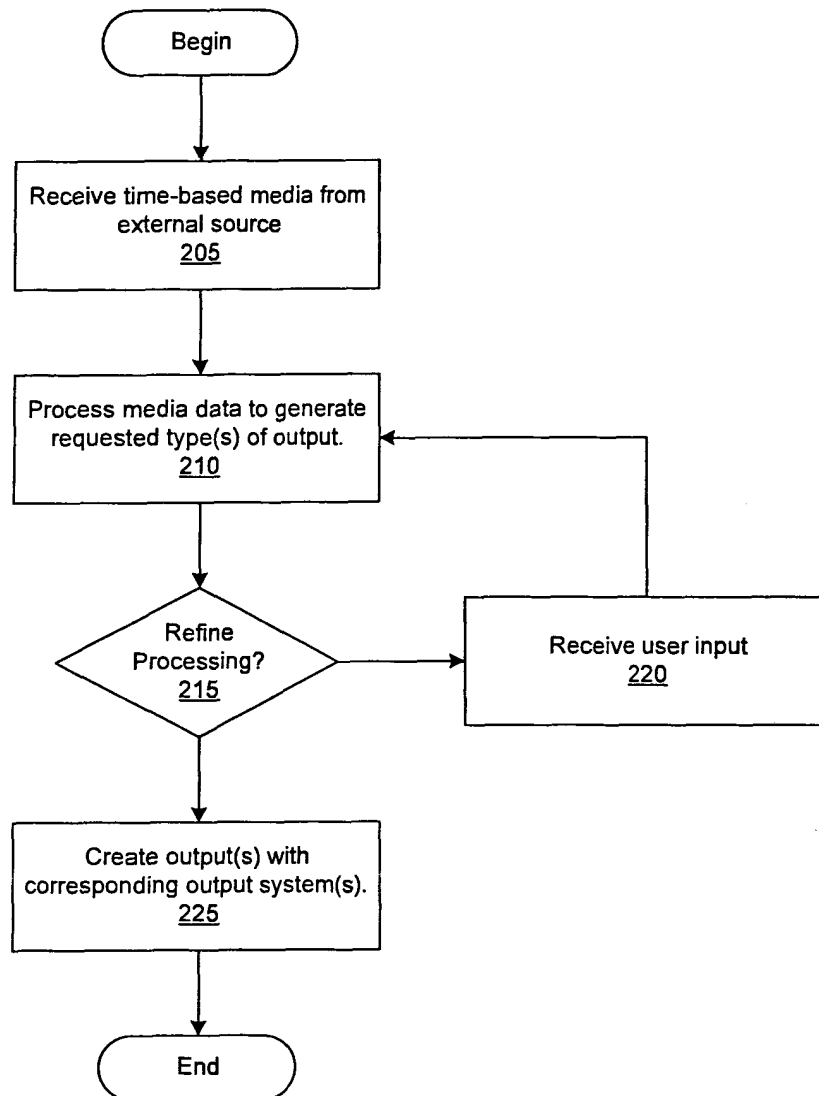 Begin
Receive time-based media from
external source
205
Process media data to generate
requested type(s) of output.
210
Refine
Processing?
215
Receive user input
220
Create output(s) with
corresponding output system(s).
225
End